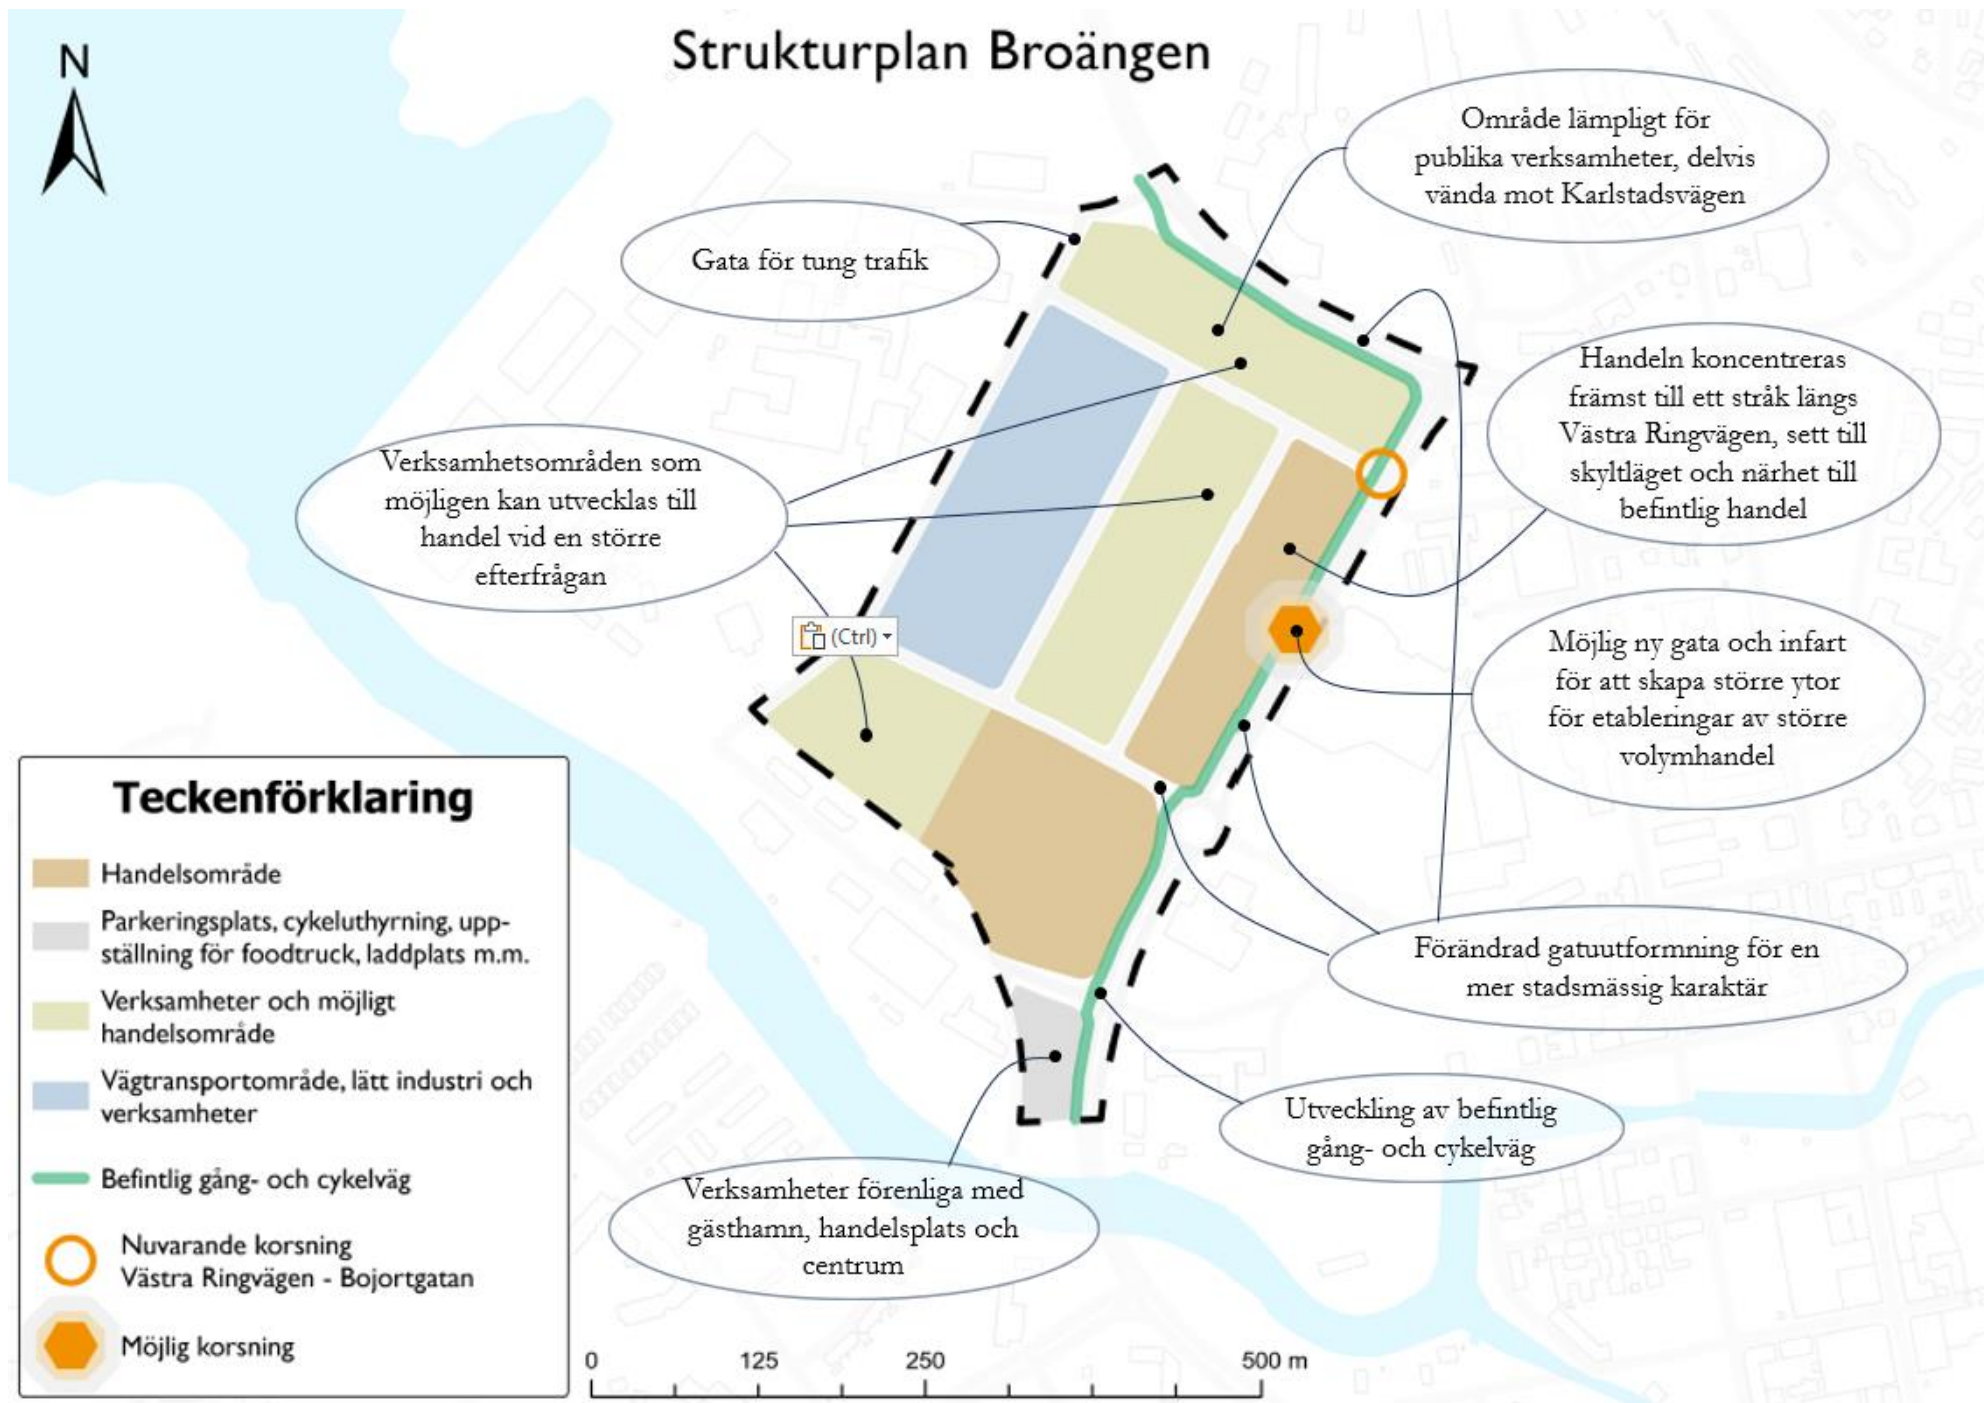 Strukturplan Broängen
N
Område lämpligt för
publika verksamheter, delvis
vända mot Karlstadsvägen
Gata för tung trafik
Handeln koncentreras
främst till ett stråk längs
Västra Ringvägen, sett till
skyltläget och närhet till
befintlig handel
Verksamhetsområden som
möjligen kan utvecklas till
handel vid en större
efterfrågan
(Ctrl)
Möjlig ny gata och infart
för att skapa större ytor
för etableringar av större
volymhandel
Teckenförklaring
Handelsområde
Parkeringsplats, cykeluthyrning, upp-
ställning för foodtruck, laddplats m.m.
Verksamheter och möjligt
handelsområde
Vägtransportområde, lätt industri och
verksamheter
Befintlig gång- och cykelväg
Nuvarande korsning
Västra Ringvägen - Bojortgatan
Möjlig korsning
Förändrad gatuutformning för en
mer stadsmässig karaktär
Utveckling av befintlig
gång- och cykelväg
Verksamheter förenliga med
gästhamn, handelsplats och
centrum
0 125 250 500 m